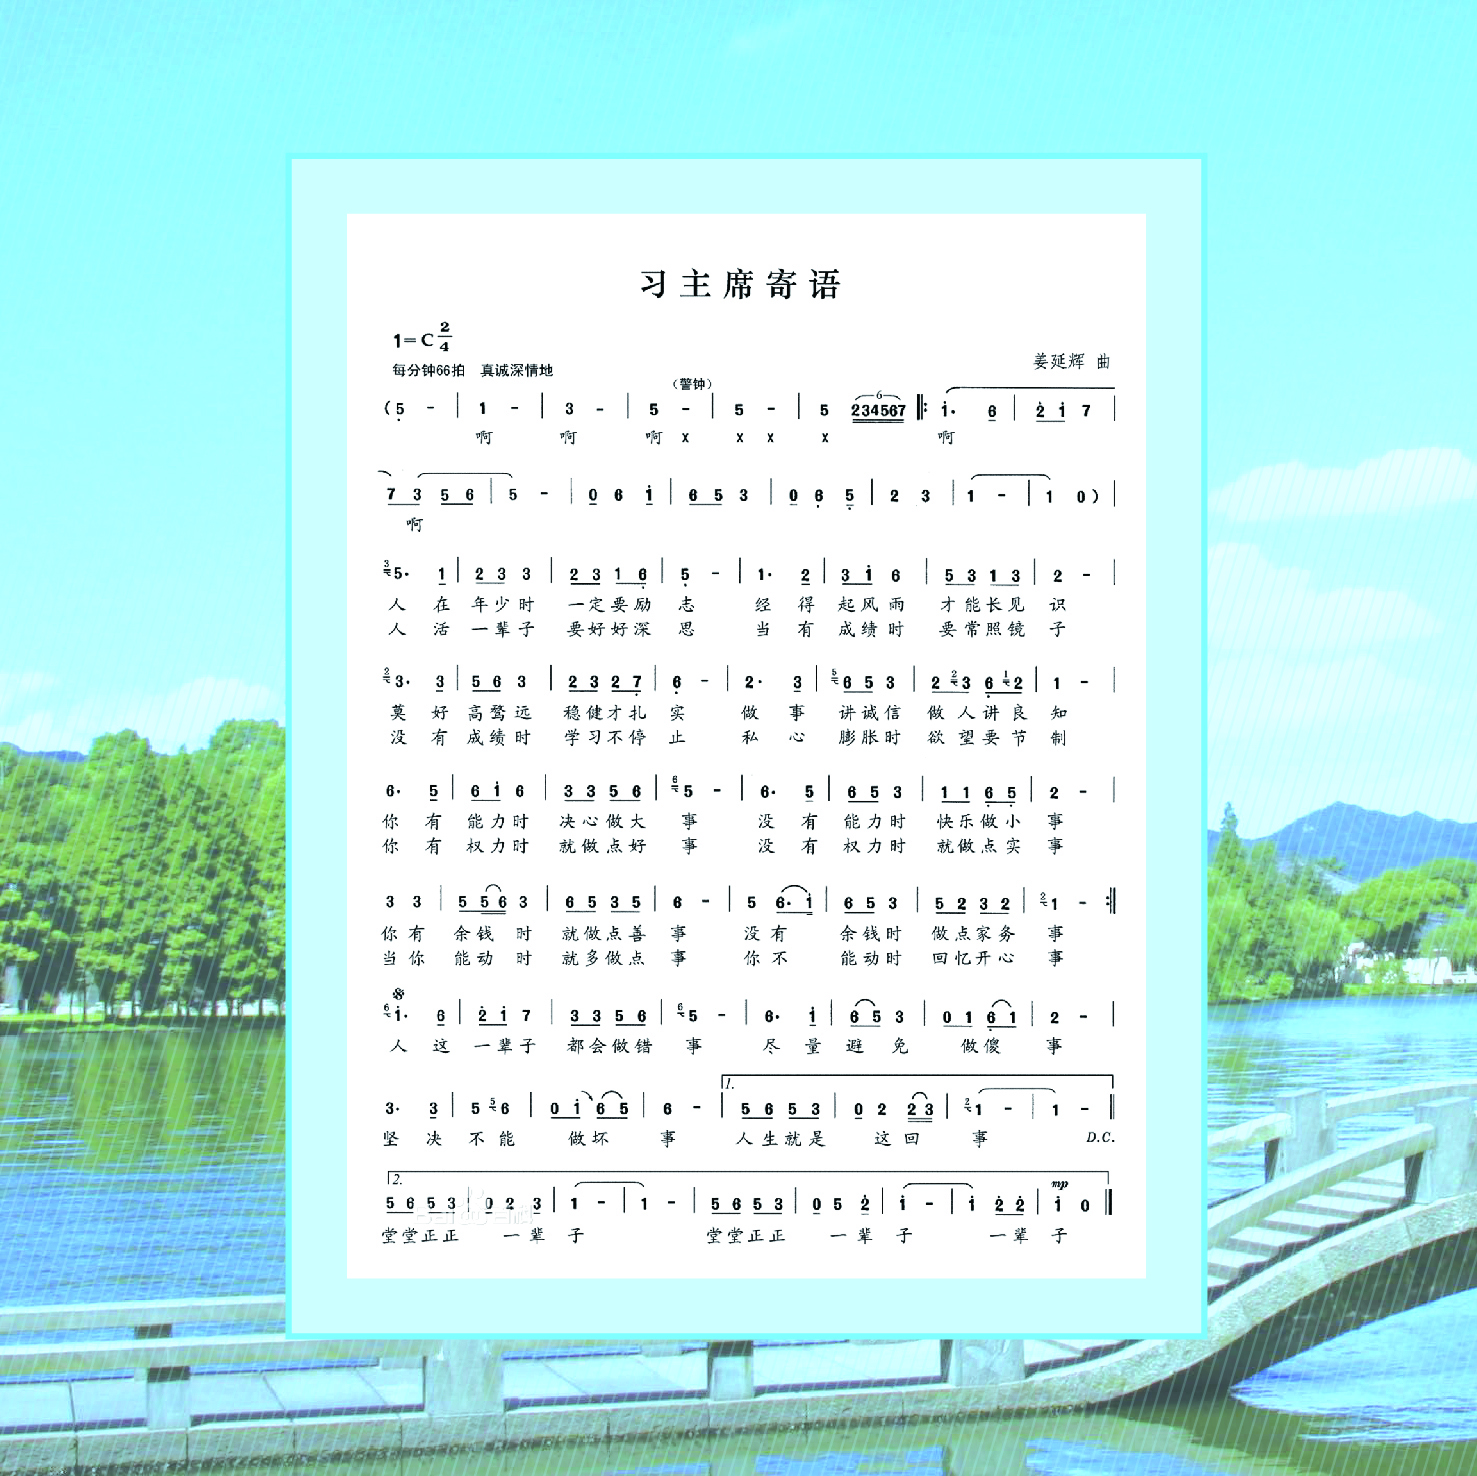 习主席寄语
1=C 2/4
每分钟66拍 真诚深情地
姜延辉 曲
(警钟)
(5 - | 1 - | 3 - | 5 - | 5 - | 5 234567 ‖: i· 6 | 2 i 7 |
啊 啊 啊 x x x x 啊
7 3 5 6 | 5 - | 0 6 i | 6 5 3 | 0 6 5 | 2 3 | 1 - | 1 0) |
啊
5· 1 | 2 3 3 | 2 3 1 6 | 5 - | 1· 2 | 3 i 6 | 5 3 1 3 | 2 - |
人 在 年少时 一定要励 志 经 得 起风雨 才能长见 识
人 活 一辈子 要好好深 思 当 有 成绩时 要常照镜 子
3· 3 | 5 6 3 | 2 3 2 7 | 6 - | 2· 3 | 6 5 3 | 2 3 6 2 | 1 - |
莫 好 高骛远 稳健才扎 实 做 事 讲诚信 做人讲良 知
没 有 成绩时 学习不停 止 私 心 膨胀时 欲望要节 制
6· 5 | 6 i 6 | 3 3 5 6 | 5 - | 6· 5 | 6 5 3 | 1 1 6 5 | 2 - |
你 有 能力时 决心做大 事 没 有 能力时 快乐做小 事
你 有 权力时 就做点好 事 没 有 权力时 就做点实 事
3 3 | 5 5 6 3 | 6 5 3 5 | 6 - | 5 6· i | 6 5 3 | 5 2 3 2 | 1 - :‖
你有 余钱 时 就做点善 事 没有 余钱时 做点家务 事
当你 能动 时 就多做点 事 你不 能动时 回忆开心 事
i· 6 | 2 i 7 | 3 3 5 6 | 5 - | 6· i | 6 5 3 | 0 1 6 1 | 2 - |
人 这 一辈子 都会做错 事 尽 量 避 免 做傻 事
1.
3· 3 | 5 6 | 0 i 6 5 | 6 - | 5 6 5 3 | 0 2 2 3 | 1 - | 1 - ‖
坚 决 不能 做坏 事 人生就是 这回 事 D.C.
2.
mp
5 6 5 3 | 0 2 3 | 1 - | 1 - | 5 6 5 3 | 0 5 2 | i - | i 2 2 | i 0 ‖
堂堂正正 一辈 子 堂堂正正 一辈 子 一辈 子
Bai 百科